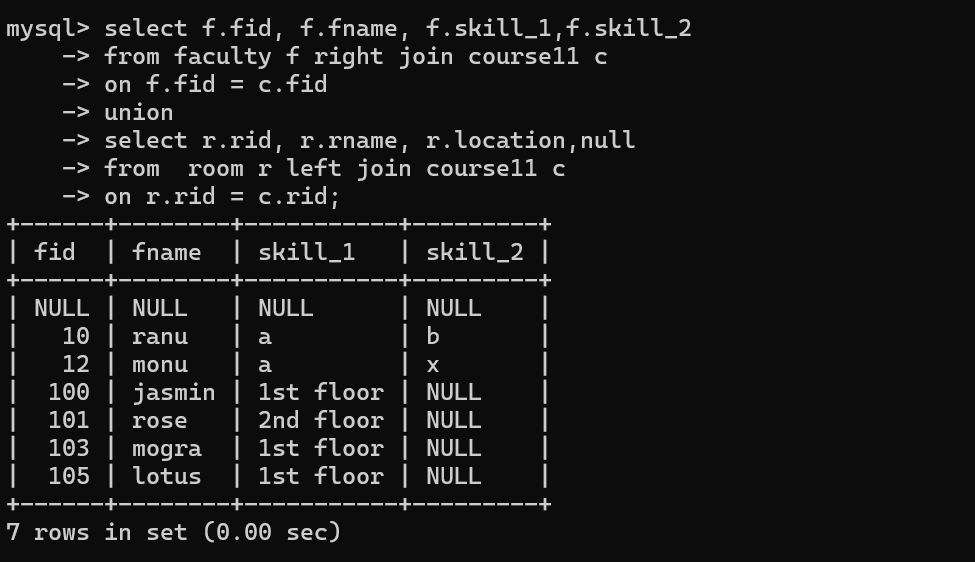 mysql> select f.fid, f.fname, f.skill_1,f.skill_2
    -> from faculty f right join course11 c
    -> on f.fid = c.fid
    -> union
    -> select r.rid, r.rname, r.location,null
    -> from  room r left join course11 c
    -> on r.rid = c.rid;
+------+--------+-----------+---------+
| fid  | fname  | skill_1   | skill_2 |
+------+--------+-----------+---------+
| NULL | NULL   | NULL      | NULL    |
|   10 | ranu   | a         | b       |
|   12 | monu   | a         | x       |
|  100 | jasmin | 1st floor | NULL    |
|  101 | rose   | 2nd floor | NULL    |
|  103 | mogra  | 1st floor | NULL    |
|  105 | lotus  | 1st floor | NULL    |
+------+--------+-----------+---------+
7 rows in set (0.00 sec)